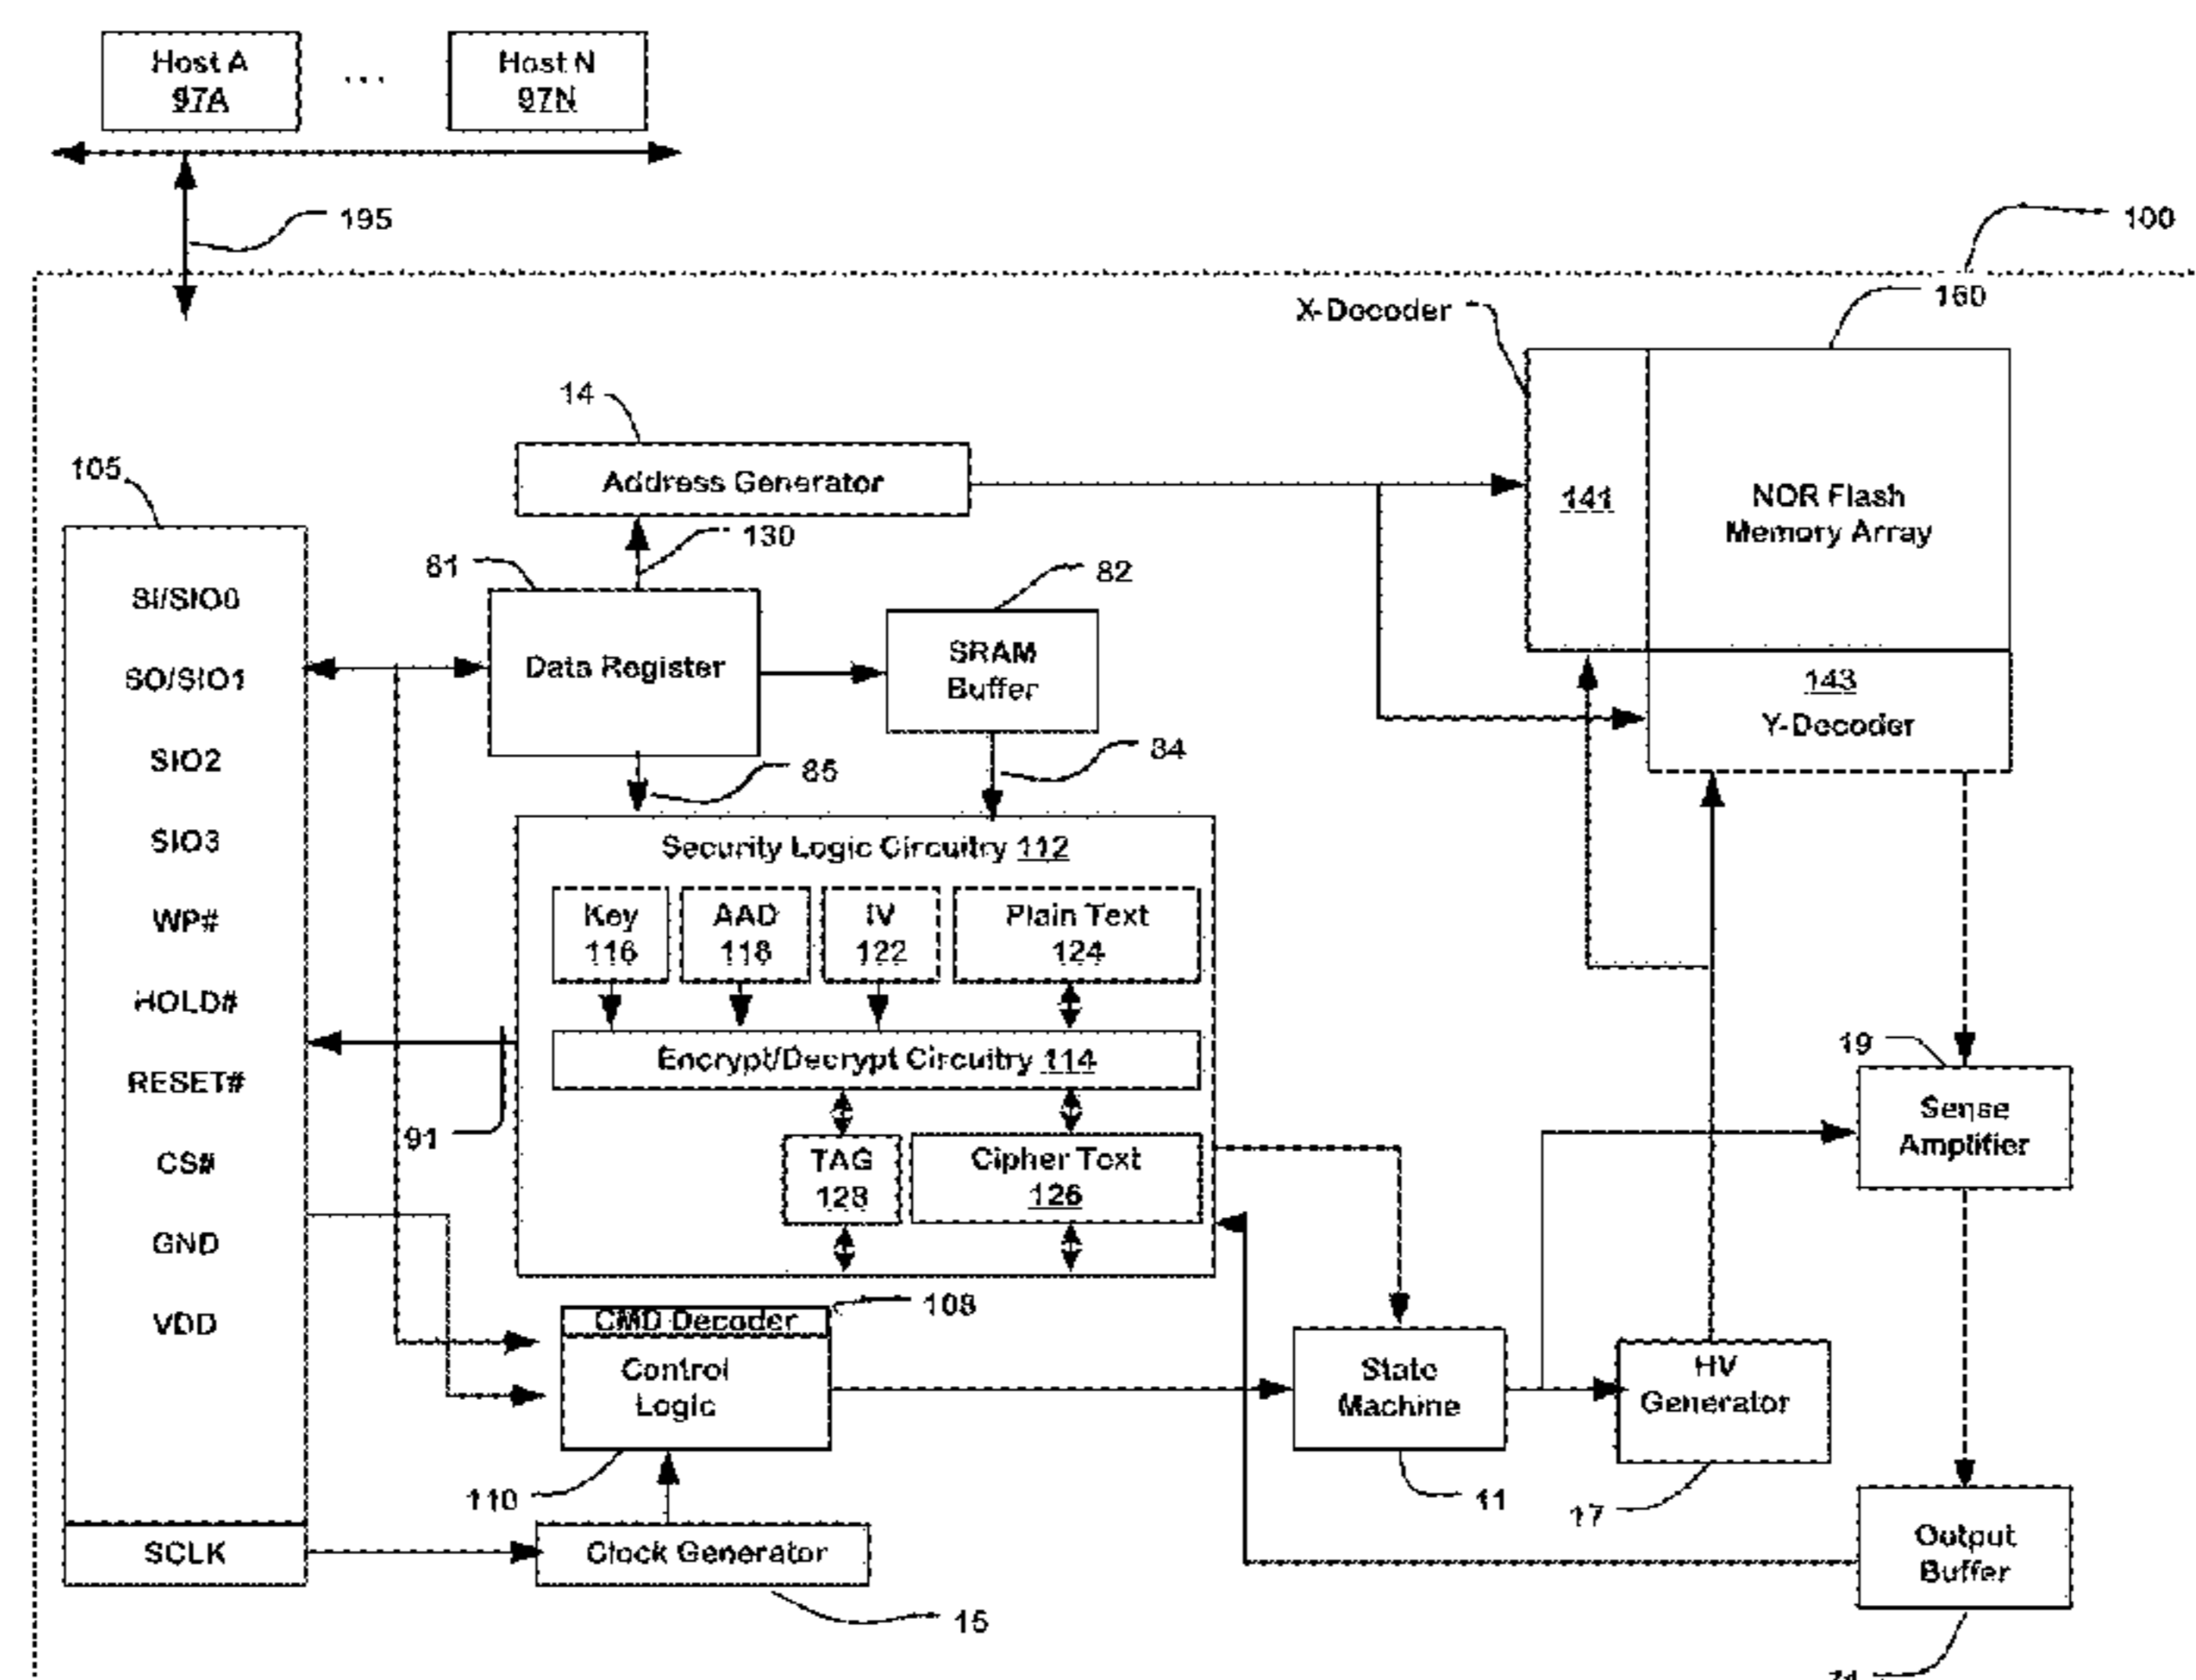 Host A
97A
...
Host N
97N
195
100
X-Decoder
160
14
Address Generator
141
NOR Flash
Memory Array
105
130
81
82
SI/SIO0
Data Register
SRAM
Buffer
SO/SIO1
143
Y-Decoder
84
85
SIO2
SIO3
Security Logic Circuitry 112
Key
116
AAD
118
IV
122
Plain Text
124
WP#
HOLD#
Encrypt/Decrypt Circuitry 114
19
RESET#
Sense
Amplifier
91
CS#
TAG
128
Cipher Text
126
GND
108
CMD Decoder
VDD
Control
Logic
State
Machine
HV
Generator
110
11
17
SCLK
Clock Generator
Output
Buffer
15